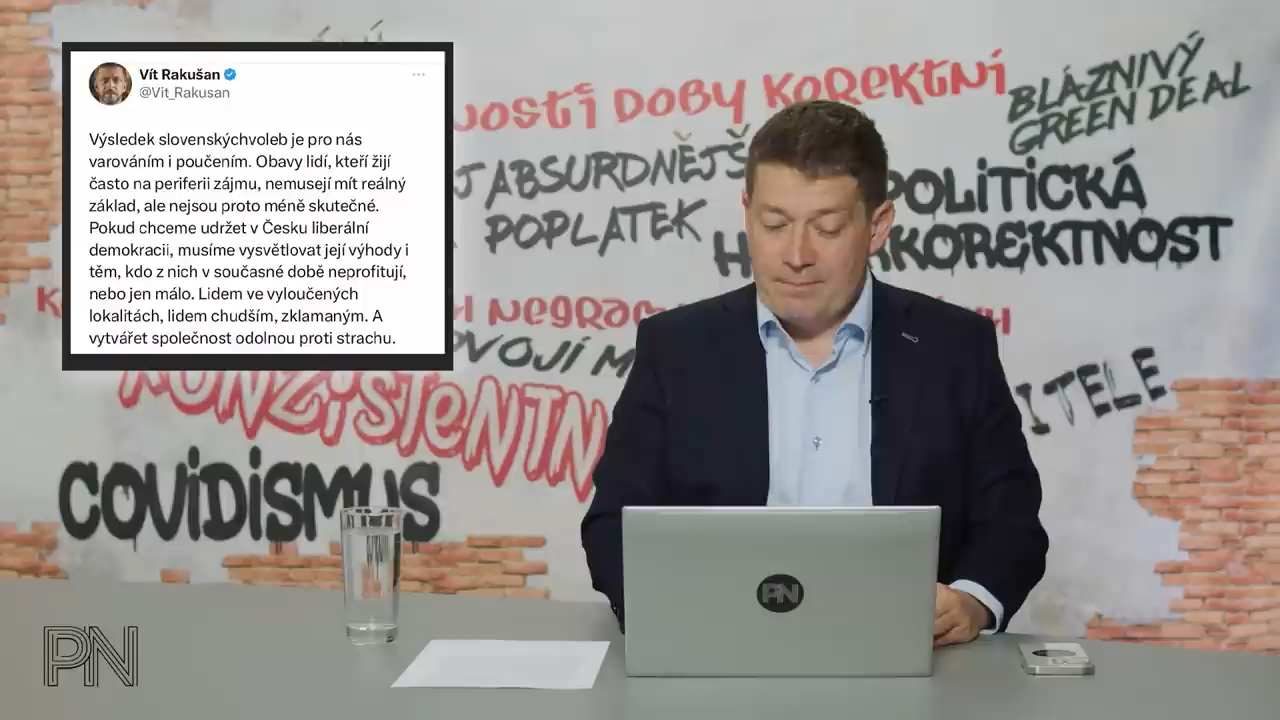 Vít Rakušan
@Vit_Rakusan
Výsledek slovenskýchvoleb je pro nás
varováním i poučením. Obavy lidí, kteří žijí
často na periferii zájmu, nemusejí mít reálný
základ, ale nejsou proto méně skutečné.
Pokud chceme udržet v Česku liberální
demokracii, musíme vysvětlovat její výhody i
těm, kdo z nich v současné době neprofitují,
nebo jen málo. Lidem ve vyloučených
lokalitách, lidem chudším, zklamaným. A
vytvářet společnost odolnou proti strachu.
DOBY KOREKTNÍ
BLÁZNIVÝ
GREEN DEAL
POPLATEK
POLITICKÁ
COVIDISMUS
PN
PN